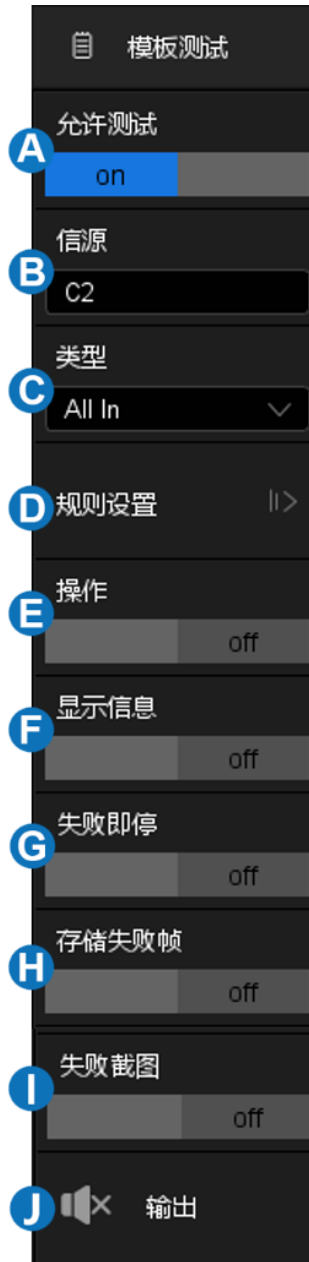 模板测试
A
允许测试
on
B
信源
C2
C
类型
All In
D
规则设置
E
操作
off
F
显示信息
off
G
失败即停
off
H
存储失败帧
off
I
失败截图
off
J
输出